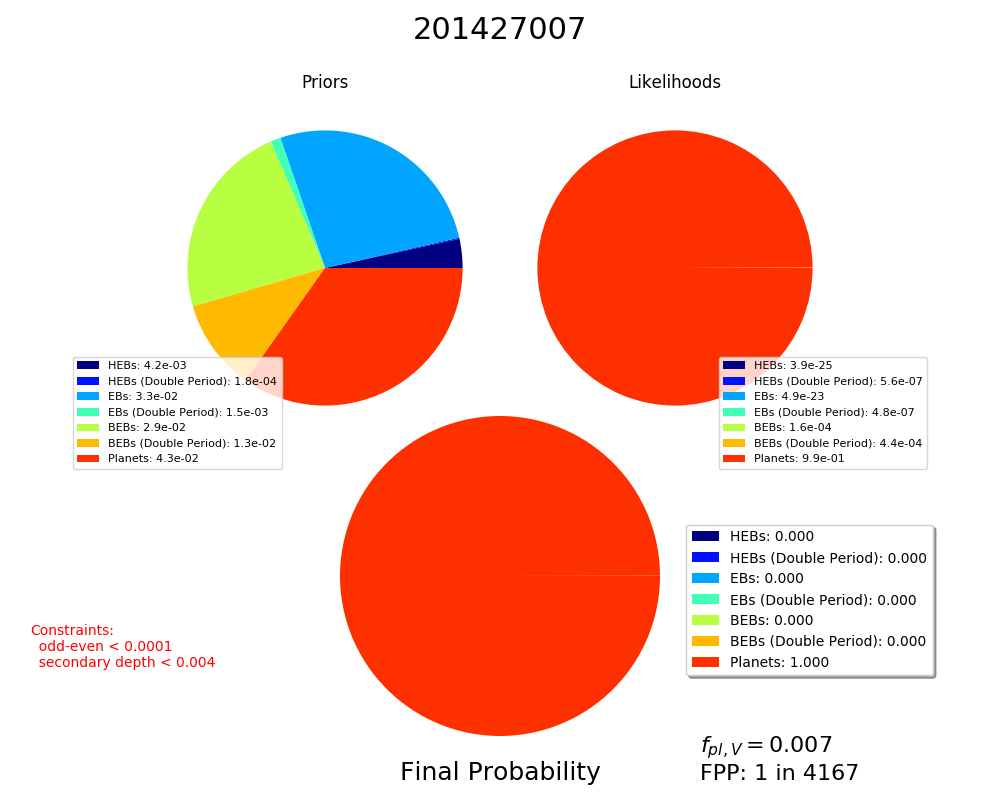 201427007
Priors
Likelihoods
HEBs: 4.2e-03
HEBs (Double Period): 1.8e-04
EBs: 3.3e-02
EBs (Double Period): 1.5e-03
BEBs: 2.9e-02
BEBs (Double Period): 1.3e-02
Planets: 4.3e-02
HEBs: 3.9e-25
HEBs (Double Period): 5.6e-07
EBs: 4.9e-23
EBs (Double Period): 4.8e-07
BEBs: 1.6e-04
BEBs (Double Period): 4.4e-04
Planets: 9.9e-01
HEBs: 0.000
HEBs (Double Period): 0.000
EBs: 0.000
EBs (Double Period): 0.000
BEBs: 0.000
BEBs (Double Period): 0.000
Planets: 1.000
Constraints:
odd-even < 0.0001
secondary depth < 0.004
Final Probability
f_{pl, V} = 0.007
FPP: 1 in 4167